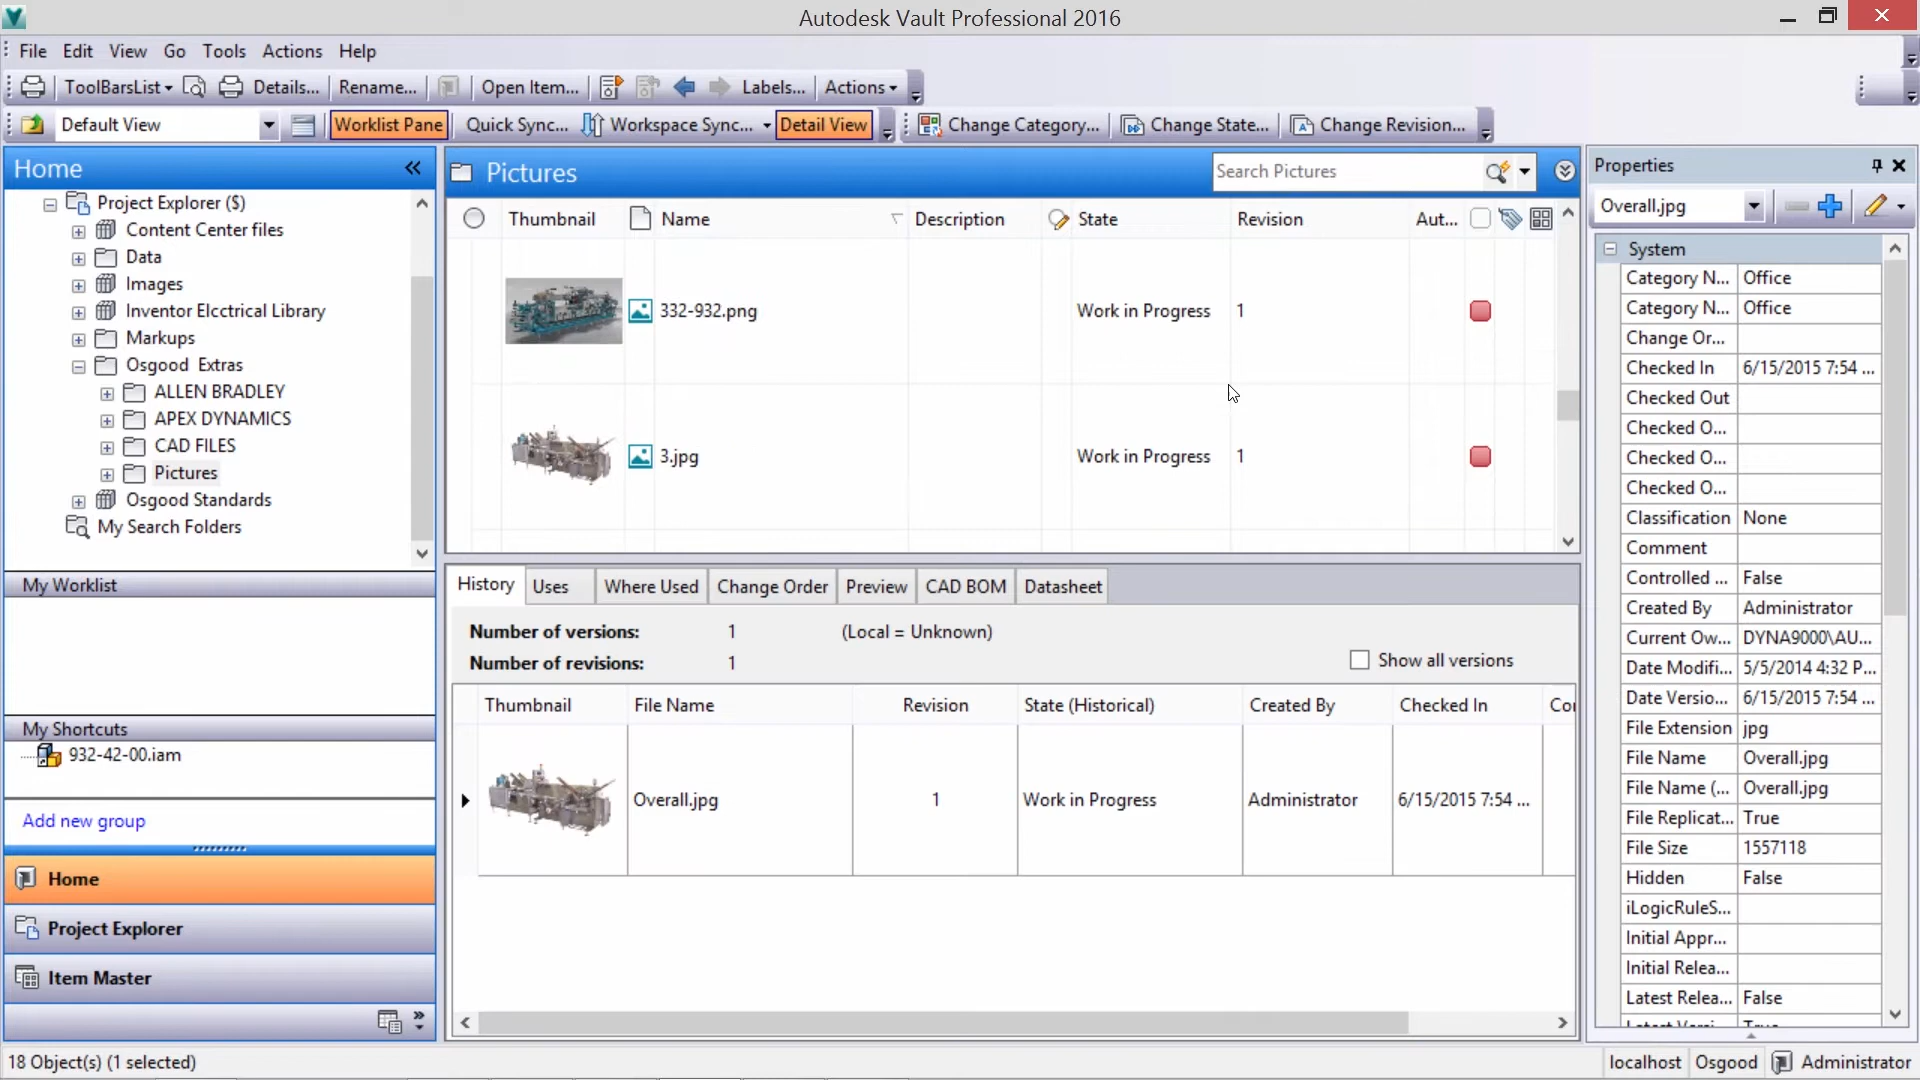 Autodesk Vault Professional 2016
File Edit View Go Tools Actions Help
ToolBarsList Details... Rename... Open Item... Labels... Actions
Default View Worklist Pane Quick Sync... Workspace Sync... Detail View Change Category... Change State... Change Revision...
Home
Project Explorer ($)
Content Center files
Data
Images
Inventor Elcctrical Library
Markups
Osgood Extras
ALLEN BRADLEY
APEX DYNAMICS
CAD FILES
Pictures
Osgood Standards
My Search Folders
My Worklist
My Shortcuts
932-42-00.iam
Add new group
Home
Project Explorer
Item Master
Pictures Search Pictures
Thumbnail Name Description State Revision Aut...
332-932.png Work in Progress 1
3.jpg Work in Progress 1
History Uses Where Used Change Order Preview CAD BOM Datasheet
Number of versions: 1 (Local = Unknown)
Number of revisions: 1
Show all versions
Thumbnail File Name Revision State (Historical) Created By Checked In
Overall.jpg 1 Work in Progress Administrator 6/15/2015 7:54 ...
Properties
Overall.jpg
System
Category N... Office
Category N... Office
Change Or...
Checked In 6/15/2015 7:54 ...
Checked Out
Checked O...
Checked O...
Checked O...
Classification None
Comment
Controlled ... False
Created By Administrator
Current Ow... DYNA9000\AU...
Date Modifi... 5/5/2014 4:32 P...
Date Versio... 6/15/2015 7:54 ...
File Extension jpg
File Name Overall.jpg
File Name (... Overall.jpg
File Replicat... True
File Size 1557118
Hidden False
iLogicRuleS...
Initial Appr...
Initial Relea...
Latest Relea... False
18 Object(s) (1 selected)
localhost Osgood Administrator